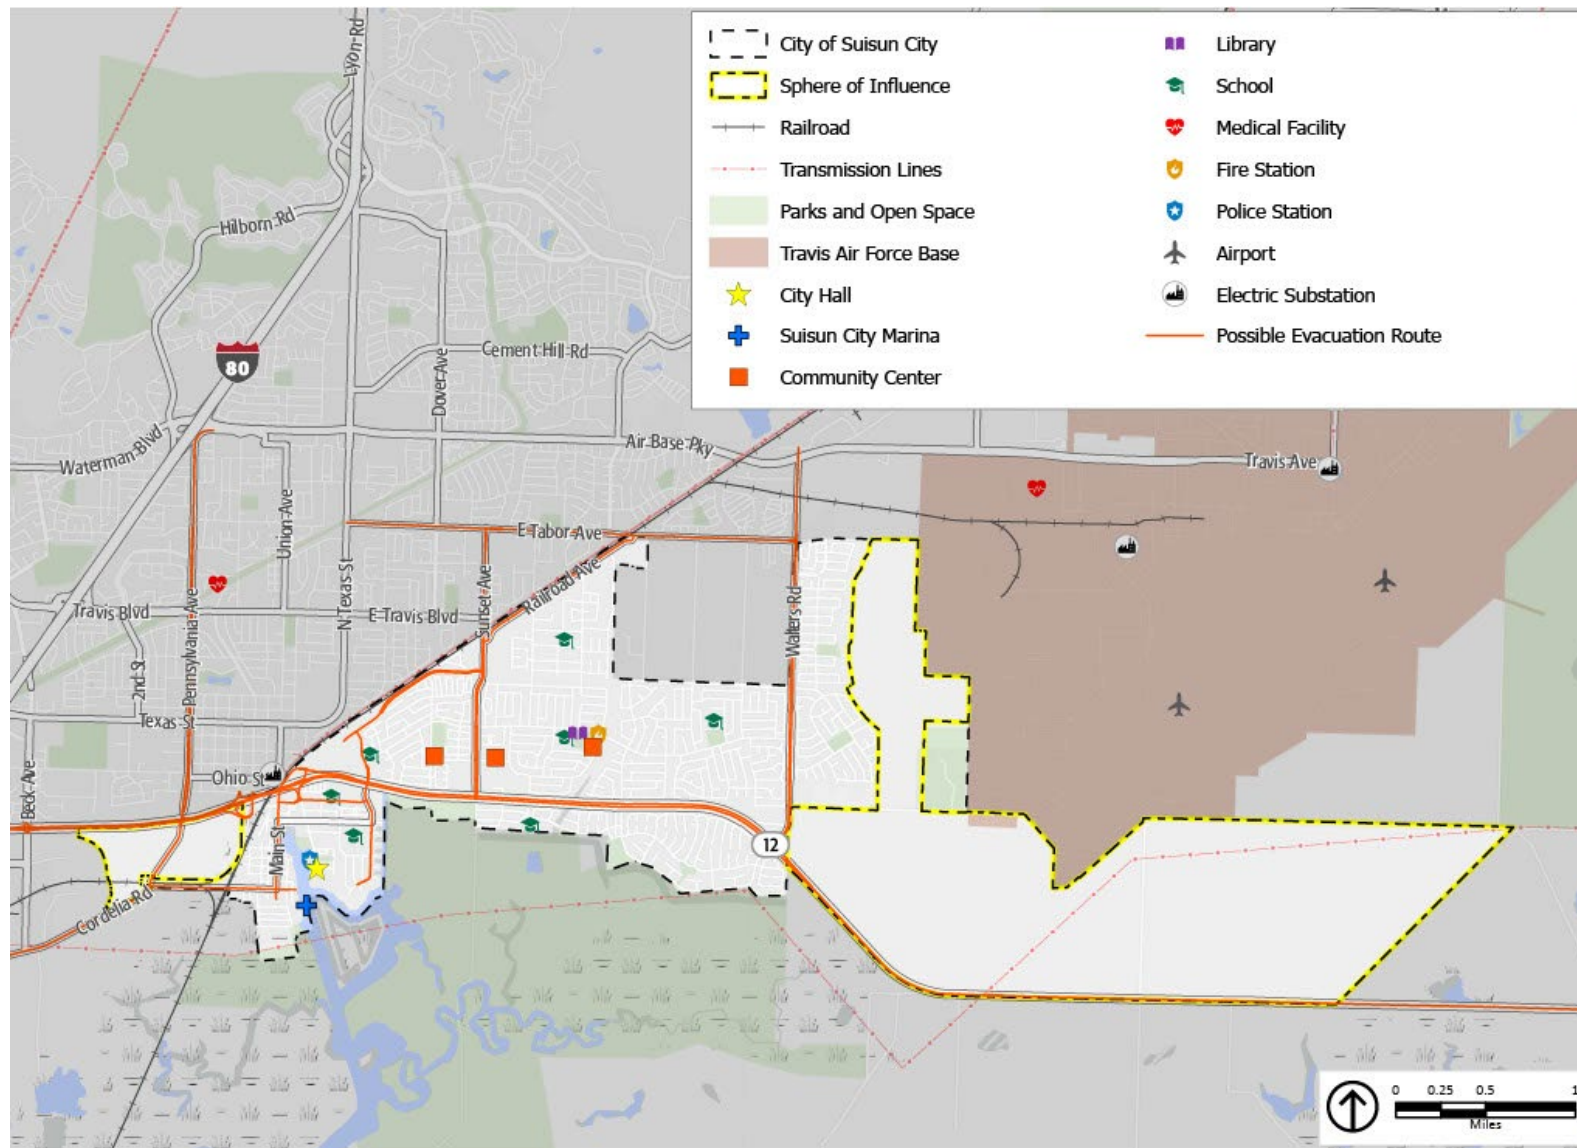 City of Suisun City
Sphere of Influence
Railroad
Transmission Lines
Parks and Open Space
Travis Air Force Base
City Hall
Suisun City Marina
Community Center
Library
School
Medical Facility
Fire Station
Police Station
Airport
Electric Substation
Possible Evacuation Route
Lyon Rd
Hilborn Rd
80
Cement Hill Rd
Dover Ave
Waterman Blvd
Air Base Pky
Travis Ave
Union Ave
E Tabor Ave
N Texas St
Sunset Ave
Railroad Ave
Walters Rd
Travis Blvd
E Travis Blvd
Pennsylvania Ave
2nd St
Texas St
Ohio St
Beck Ave
Main St
12
Cordelia Rd
0 0.25 0.5 1
Miles